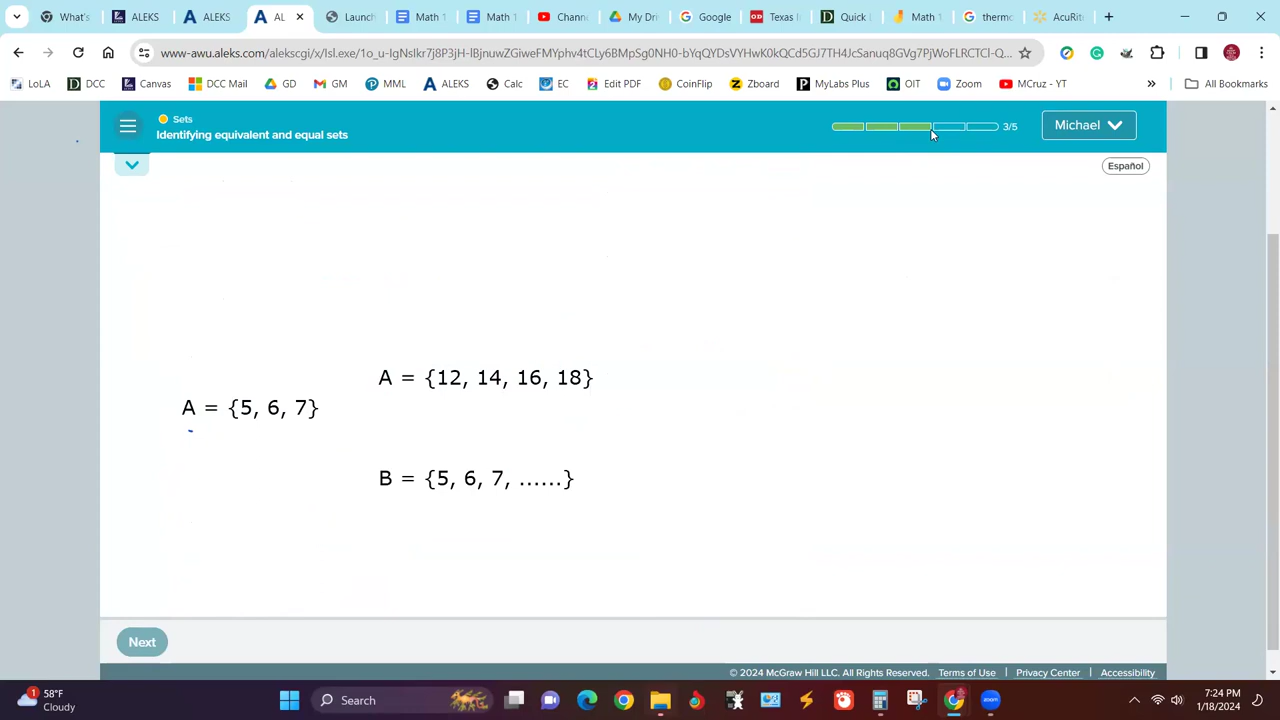 What's
ALEKS
ALEKS
AL
Launch
Math 1
Math 1
Chann
My Dri
Google
Texas I
Quick L
Math 1
thermo
AcuRit
www-awu.aleks.com/alekscgi/x/Isl.exe/1o_u-IgNsIkr7j8P3jH-lBjnuwZGiweFMYphv4tCLy6BMpSg0NH0-bYqQYDsVYHwK0kQCd5GJ7TH4JcSanuq8GVg7PjWoFLRCTCl-Q...
LoLA
DCC
Canvas
DCC Mail
GD
GM
MML
ALEKS
Calc
EC
Edit PDF
CoinFlip
Zboard
MyLabs Plus
OIT
Zoom
MCruz - YT
All Bookmarks
Sets
Identifying equivalent and equal sets
3/5
Michael
Español
A = {12, 14, 16, 18}
A = {5, 6, 7}
B = {5, 6, 7, ......}
Next
© 2024 McGraw Hill LLC. All Rights Reserved. Terms of Use | Privacy Center | Accessibility
1
58°F
Cloudy
Search
7:24 PM
1/18/2024